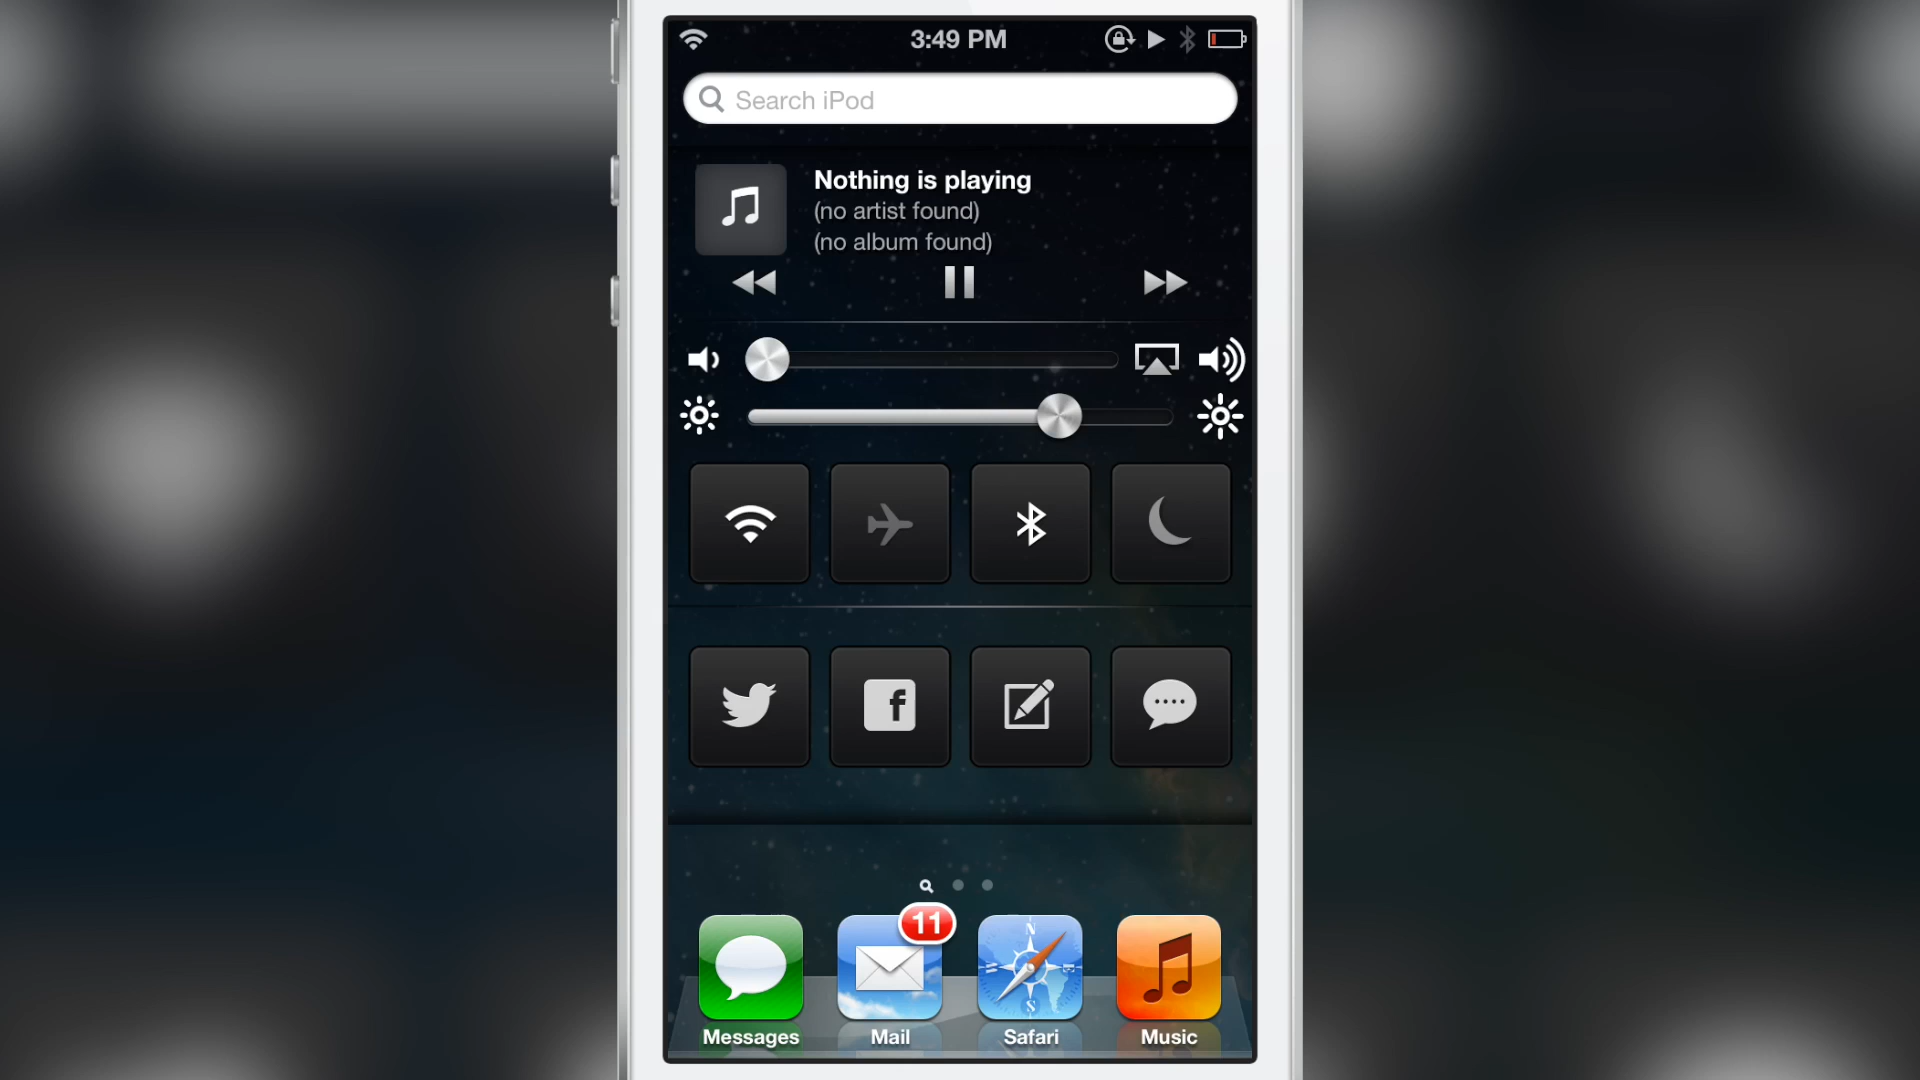 3:49 PM
Search iPod
Nothing is playing
(no artist found)
(no album found)
f
11
N
S
Messages
Mail
Safari
Music